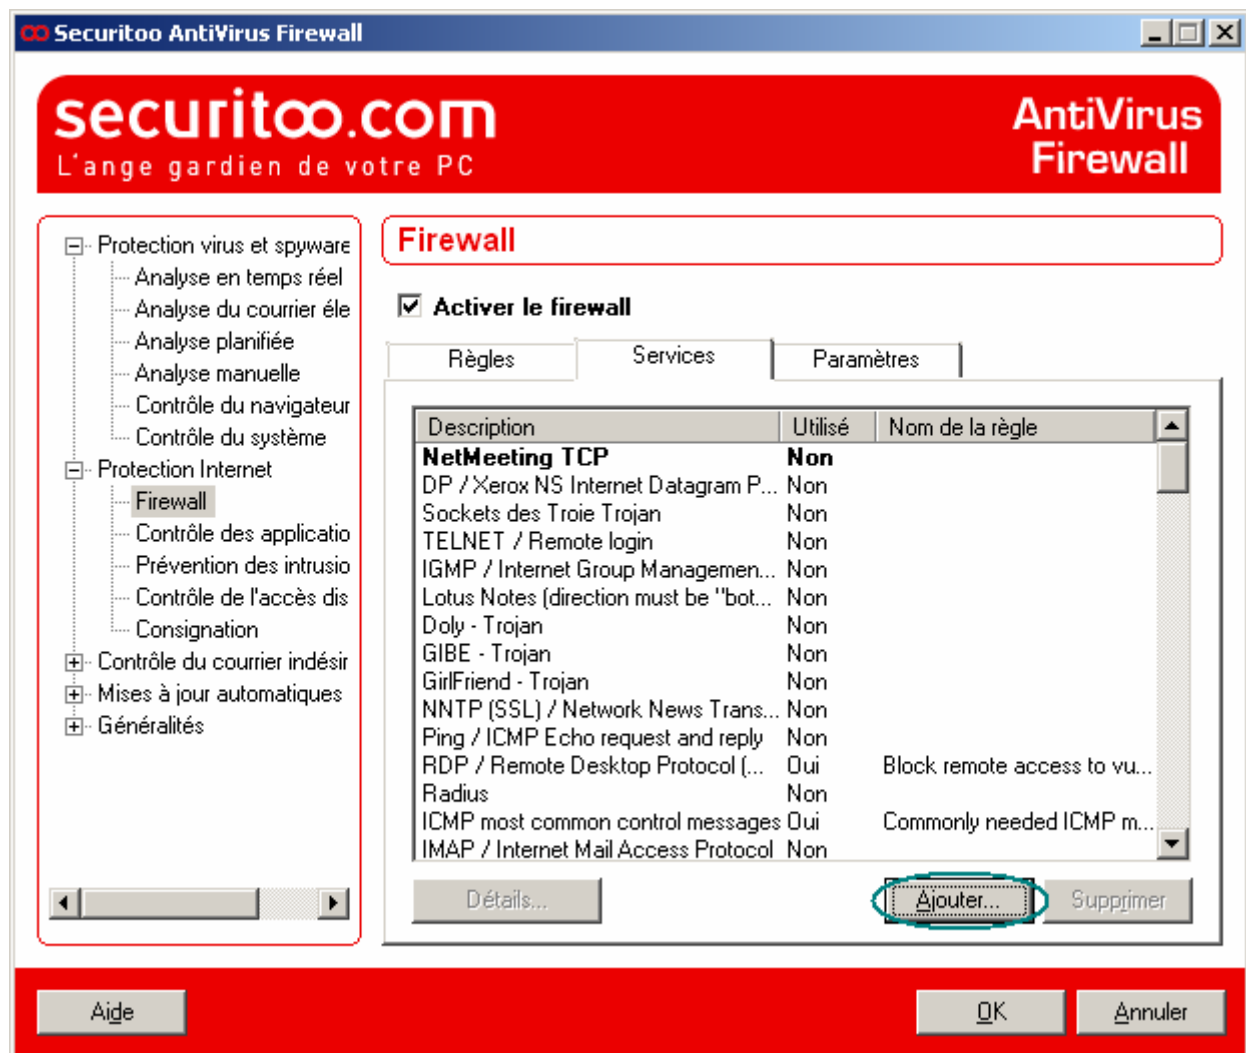 Securitoo AntiVirus Firewall
securitoo.com
L'ange gardien de votre PC
AntiVirus
Firewall
Protection virus et spyware
Analyse en temps réel
Analyse du courrier éle
Analyse planifiée
Analyse manuelle
Contrôle du navigateur
Contrôle du système
Protection Internet
Firewall
Contrôle des applicatio
Prévention des intrusio
Contrôle de l'accès dis
Consignation
Contrôle du courrier indésir
Mises à jour automatiques
Généralités
Firewall
Activer le firewall
Règles Services Paramètres
Description Utilisé Nom de la règle
NetMeeting TCP Non
DP / Xerox NS Internet Datagram P... Non
Sockets des Troie Trojan Non
TELNET / Remote login Non
IGMP / Internet Group Managemen... Non
Lotus Notes (direction must be "bot... Non
Doly - Trojan Non
GIBE - Trojan Non
GirlFriend - Trojan Non
NNTP (SSL) / Network News Trans... Non
Ping / ICMP Echo request and reply Non
RDP / Remote Desktop Protocol (... Oui Block remote access to vu...
Radius Non
ICMP most common control messages Oui Commonly needed ICMP m...
IMAP / Internet Mail Access Protocol Non
Détails... Ajouter... Supprimer
Aide OK Annuler